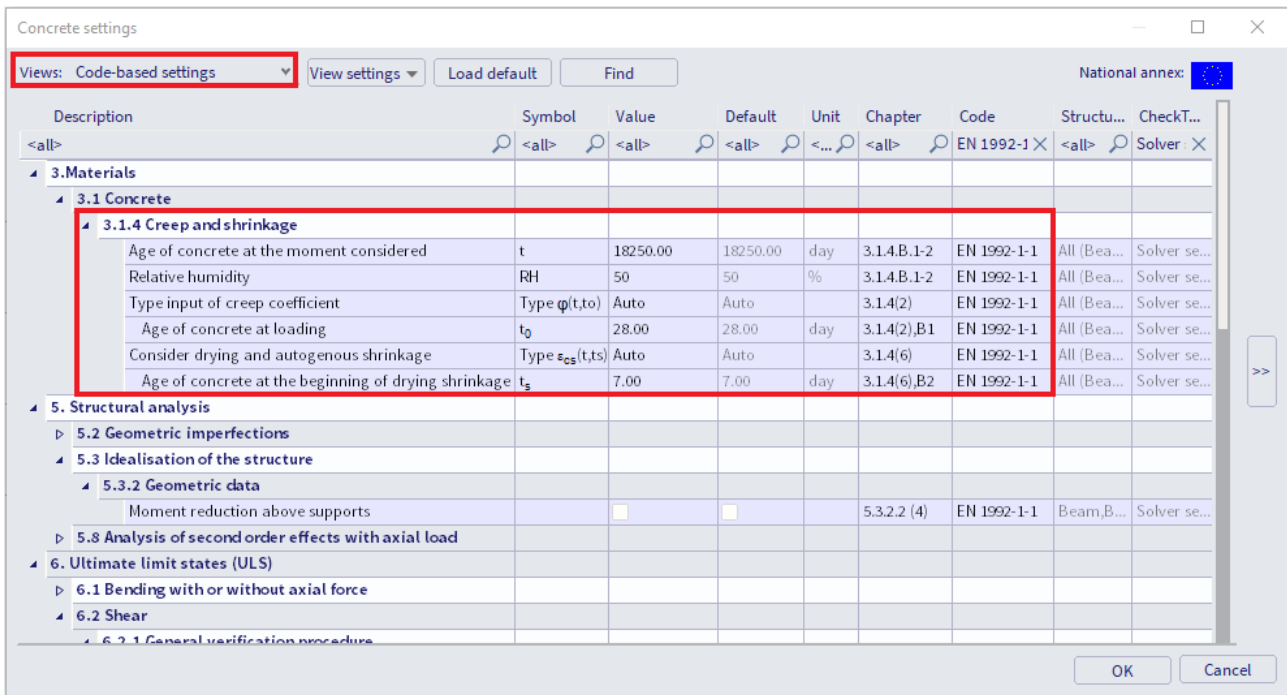 Concrete settings
Views: Code-based settings View settings Load default Find National annex:
Description Symbol Value Default Unit Chapter Code Structu... CheckT...
<all> <all> <all> <all> <... <all> EN 1992-1 <all> Solver
3.Materials
3.1 Concrete
3.1.4 Creep and shrinkage
Age of concrete at the moment considered t 18250.00 18250.00 day 3.1.4.B.1-2 EN 1992-1-1 All (Bea... Solver se...
Relative humidity RH 50 50 % 3.1.4.B.1-2 EN 1992-1-1 All (Bea... Solver se...
Type input of creep coefficient Type φ(t,to) Auto Auto 3.1.4(2) EN 1992-1-1 All (Bea... Solver se...
Age of concrete at loading t₀ 28.00 28.00 day 3.1.4(2),B1 EN 1992-1-1 All (Bea... Solver se...
Consider drying and autogenous shrinkage Type εcs(t,ts) Auto Auto 3.1.4(6) EN 1992-1-1 All (Bea... Solver se...
Age of concrete at the beginning of drying shrinkage ts 7.00 7.00 day 3.1.4(6),B2 EN 1992-1-1 All (Bea... Solver se...
5. Structural analysis
5.2 Geometric imperfections
5.3 Idealisation of the structure
5.3.2 Geometric data
Moment reduction above supports 5.3.2.2 (4) EN 1992-1-1 Beam,B... Solver se...
5.8 Analysis of second order effects with axial load
6. Ultimate limit states (ULS)
6.1 Bending with or without axial force
6.2 Shear
6.2.1 General verification procedure
>>
OK Cancel